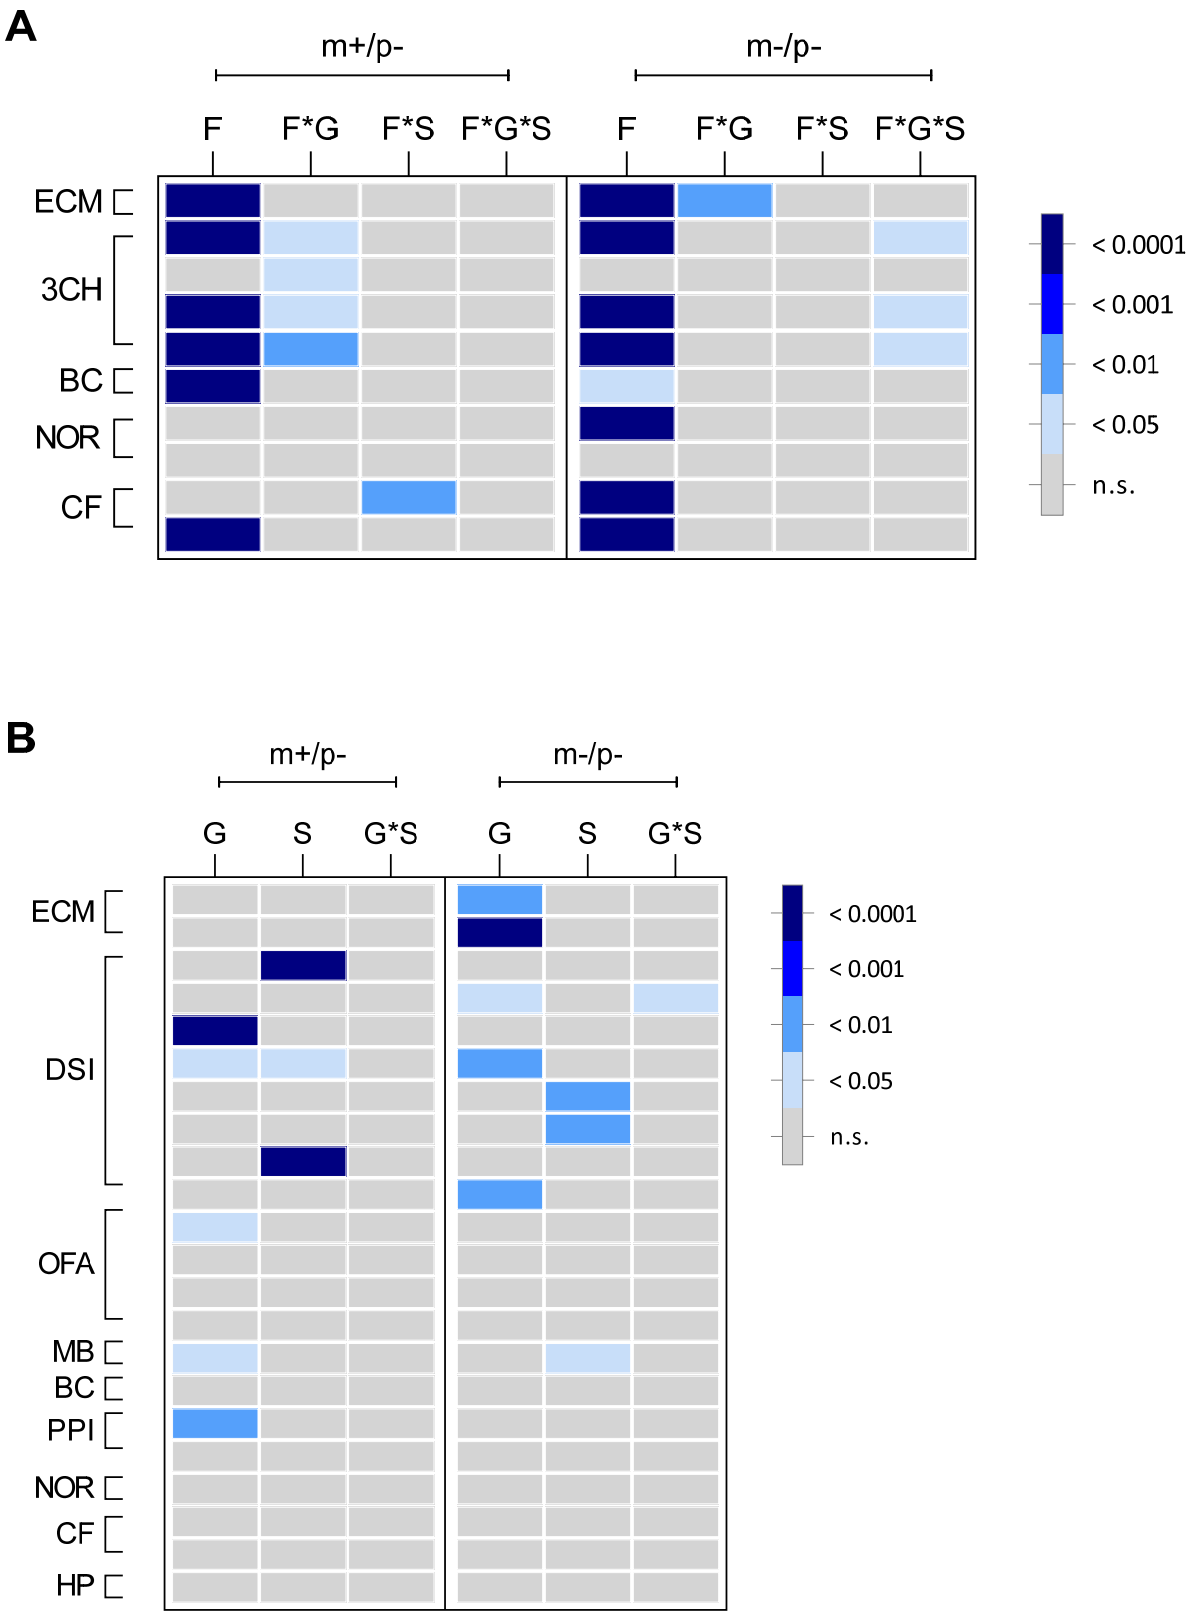 A
m+/p- m-/p-
F F*G F*S F*G*S F F*G F*S F*G*S
ECM
3CH
BC
NOR
CF
< 0.0001
< 0.001
< 0.01
< 0.05
n.s.
B
m+/p- m-/p-
G S G*S G S G*S
ECM
DSI
OFA
MB
BC
PPI
NOR
CF
HP
< 0.0001
< 0.001
< 0.01
< 0.05
n.s.